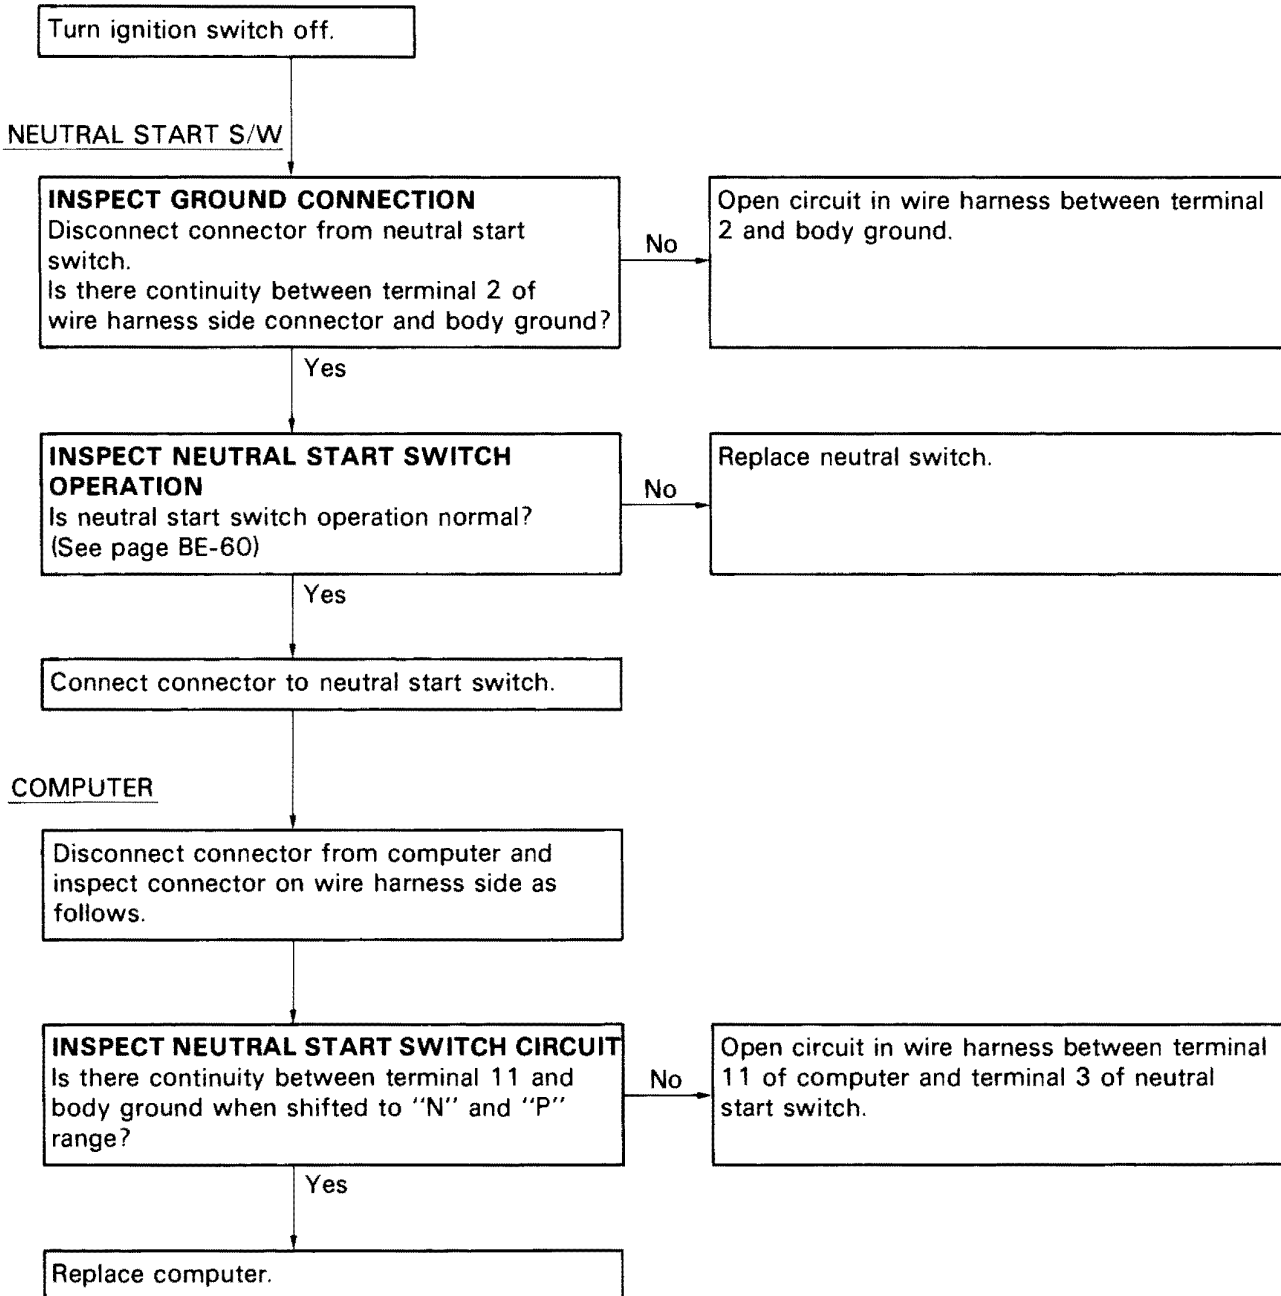 Turn ignition switch off.
NEUTRAL START S/W
INSPECT GROUND CONNECTION
Disconnect connector from neutral start
switch.
Is there continuity between terminal 2 of
wire harness side connector and body ground?
No
Open circuit in wire harness between terminal
2 and body ground.
Yes
INSPECT NEUTRAL START SWITCH
OPERATION
Is neutral start switch operation normal?
(See page BE-60)
No
Replace neutral switch.
Yes
Connect connector to neutral start switch.
COMPUTER
Disconnect connector from computer and
inspect connector on wire harness side as
follows.
INSPECT NEUTRAL START SWITCH CIRCUIT
Is there continuity between terminal 11 and
body ground when shifted to "N" and "P"
range?
No
Open circuit in wire harness between terminal
11 of computer and terminal 3 of neutral
start switch.
Yes
Replace computer.